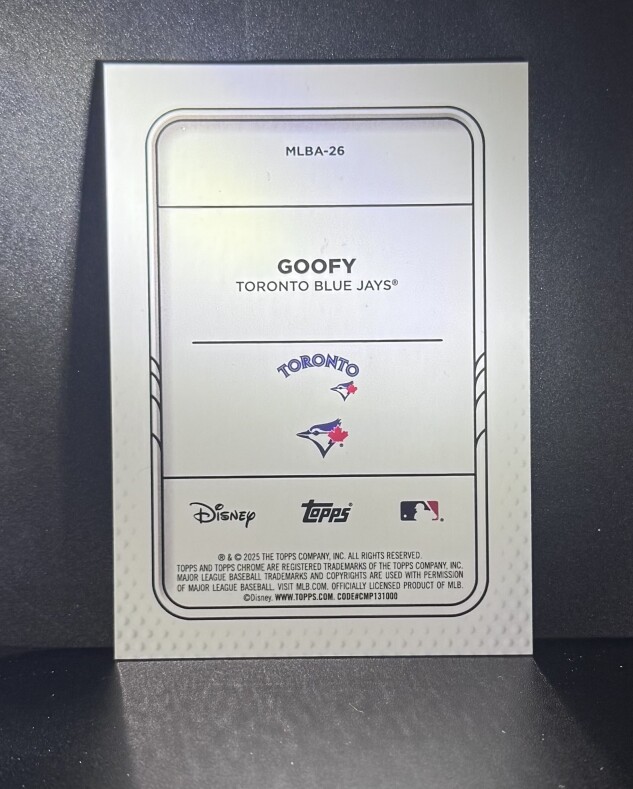 MLBA-26
GOOFY
TORONTO BLUE JAYS®
TORONTO
Disney Topps®
® & © 2025 THE TOPPS COMPANY, INC. ALL RIGHTS RESERVED.
TOPPS AND TOPPS CHROME ARE REGISTERED TRADEMARKS OF THE TOPPS COMPANY, INC.
MAJOR LEAGUE BASEBALL TRADEMARKS AND COPYRIGHTS ARE USED WITH PERMISSION
OF MAJOR LEAGUE BASEBALL. VISIT MLB.COM. OFFICIALLY LICENSED PRODUCT OF MLB.
©Disney. WWW.TOPPS.COM. CODE#CMP131000